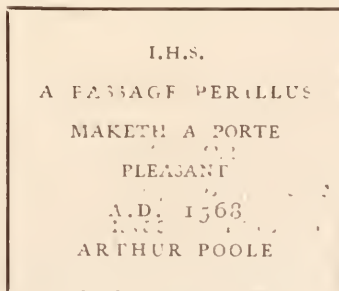 I.H.S.
A PASSAGE PERILLUS
MAKETH A PORTE
PLEASANT
A.D. 1568
ARTHUR POOLE